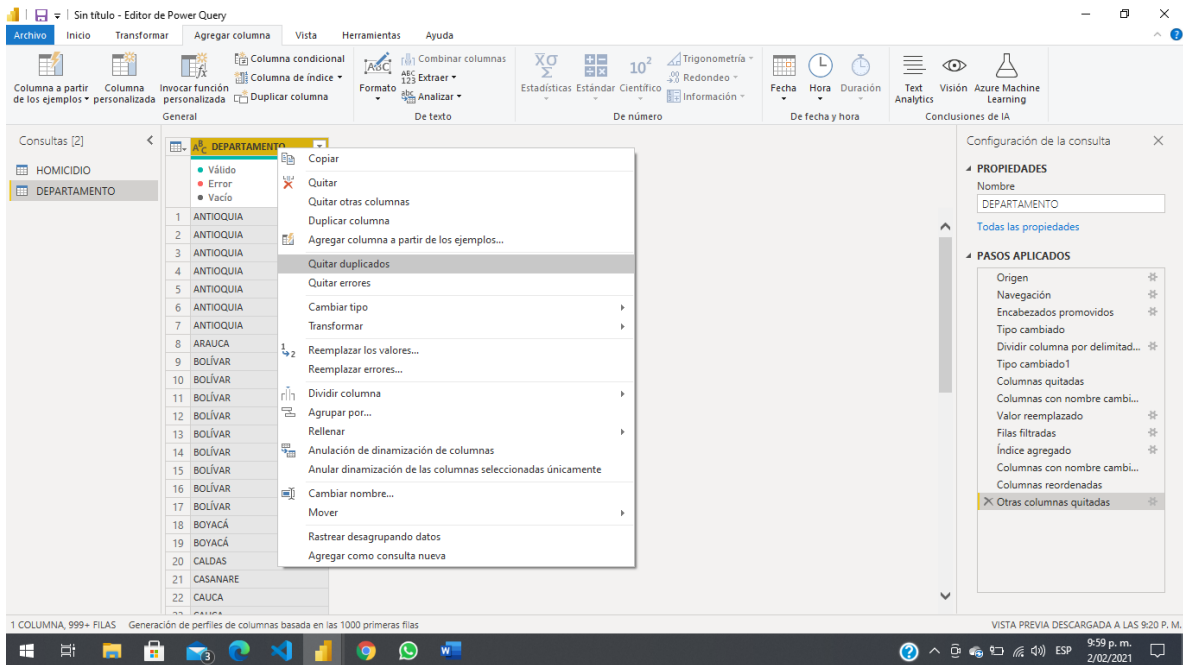 Sin título - Editor de Power Query
Archivo Inicio Transformar Agregar columna Vista Herramientas Ayuda
Columna a partir de los ejemplos
Columna personalizada
Invocar función personalizada
Columna condicional
Columna de índice
Duplicar columna
General
Formato
Combinar columnas
Extraer
Analizar
De texto
Estadísticas
Estándar
Científico
Trigonometría
Redondeo
Información
De número
Fecha
Hora
Duración
De fecha y hora
Text Analytics
Visión
Azure Machine Learning
Conclusiones de IA
Consultas [2]
HOMICIDIO
DEPARTAMENTO
DEPARTAMENTO
Válido
Error
Vacío
1 ANTIOQUIA
2 ANTIOQUIA
3 ANTIOQUIA
4 ANTIOQUIA
5 ANTIOQUIA
6 ANTIOQUIA
7 ANTIOQUIA
8 ARAUCA
9 BOLÍVAR
10 BOLÍVAR
11 BOLÍVAR
12 BOLÍVAR
13 BOLÍVAR
14 BOLÍVAR
15 BOLÍVAR
16 BOLÍVAR
17 BOLÍVAR
18 BOYACÁ
19 BOYACÁ
20 CALDAS
21 CASANARE
22 CAUCA
Copiar
Quitar
Quitar otras columnas
Duplicar columna
Agregar columna a partir de los ejemplos...
Quitar duplicados
Quitar errores
Cambiar tipo
Transformar
Reemplazar los valores...
Reemplazar errores...
Dividir columna
Agrupar por...
Rellenar
Anulación de dinamización de columnas
Anular dinamización de las columnas seleccionadas únicamente
Cambiar nombre...
Mover
Rastrear desagrupando datos
Agregar como consulta nueva
Configuración de la consulta
PROPIEDADES
Nombre
DEPARTAMENTO
Todas las propiedades
PASOS APLICADOS
Origen
Navegación
Encabezados promovidos
Tipo cambiado
Dividir columna por delimitad...
Tipo cambiado1
Columnas quitadas
Columnas con nombre cambi...
Valor reemplazado
Filas filtradas
Índice agregado
Columnas con nombre cambi...
Columnas reordenadas
Otras columnas quitadas
1 COLUMNA, 999+ FILAS Generación de perfiles de columnas basada en las 1000 primeras filas
VISTA PREVIA DESCARGADA A LAS 9:20 P. M.
ESP
9:59 p. m.
2/02/2021